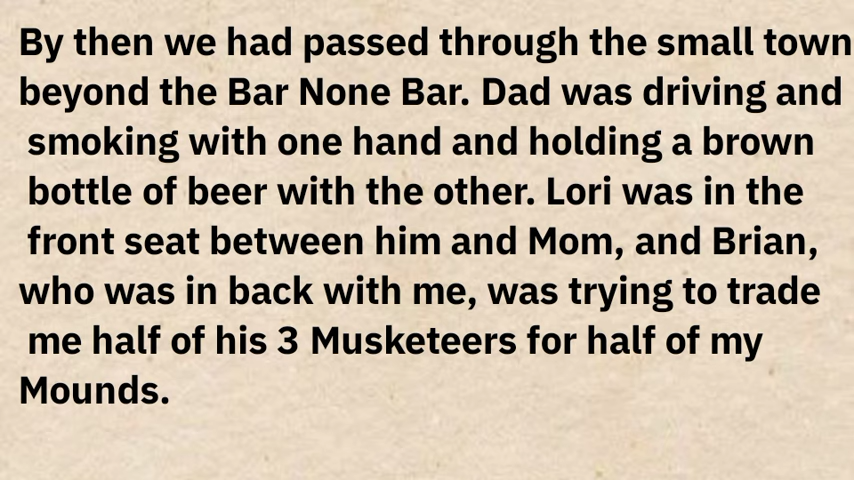 By then we had passed through the small town
beyond the Bar None Bar. Dad was driving and
smoking with one hand and holding a brown
bottle of beer with the other. Lori was in the
front seat between him and Mom, and Brian,
who was in back with me, was trying to trade
me half of his 3 Musketeers for half of my
Mounds.